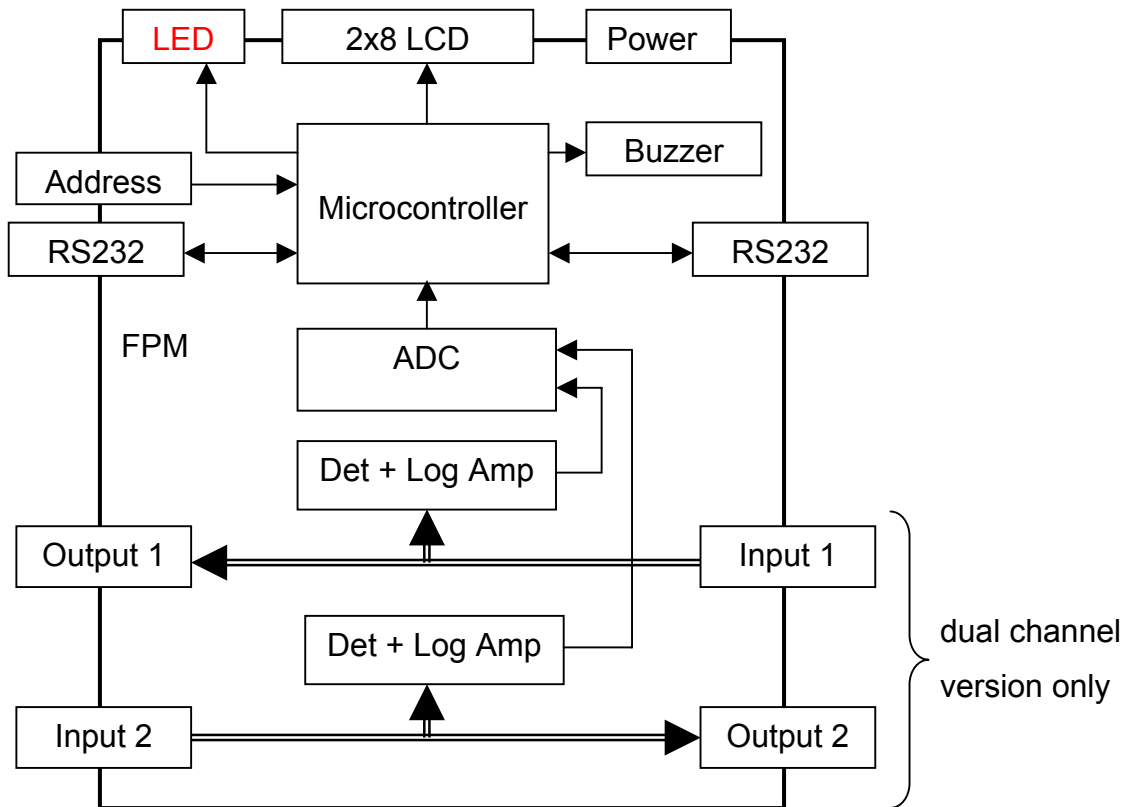 LED
2x8 LCD
Power
Buzzer
Address
Microcontroller
RS232
RS232
FPM
ADC
Det + Log Amp
Output 1
Input 1
Det + Log Amp
dual channel
version only
Input 2
Output 2